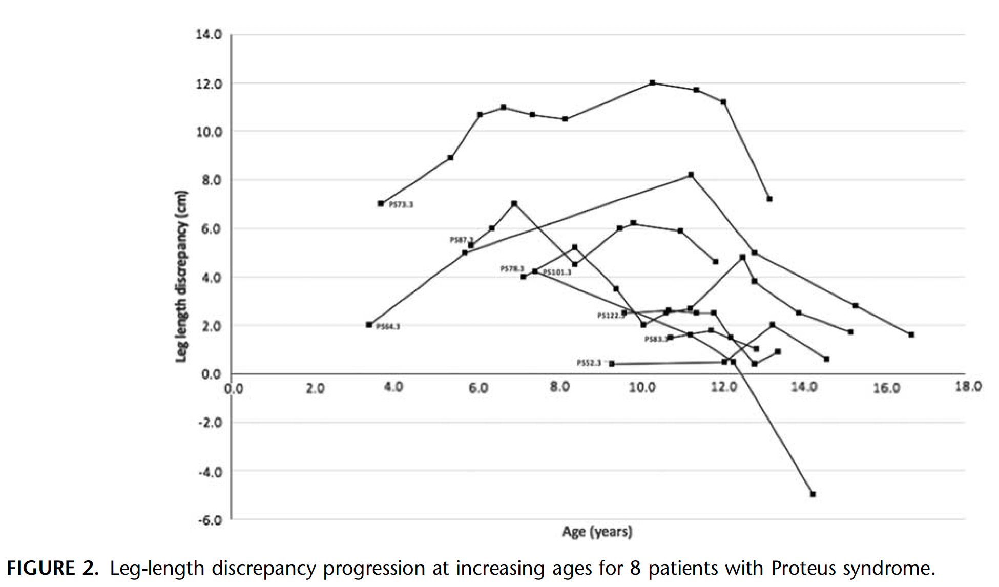 14.0
12.0
10.0
8.0
6.0
4.0
2.0
0.0
-2.0
-4.0
-6.0
Leg length discrepancy (cm)
PS73.3
PS87.3
PS78.3
PS101.3
PS122.3
PS64.3
PS83.3
PS52.3
0.0 2.0 4.0 6.0 8.0 10.0 12.0 14.0 16.0 18.0
Age (years)
FIGURE 2. Leg-length discrepancy progression at increasing ages for 8 patients with Proteus syndrome.